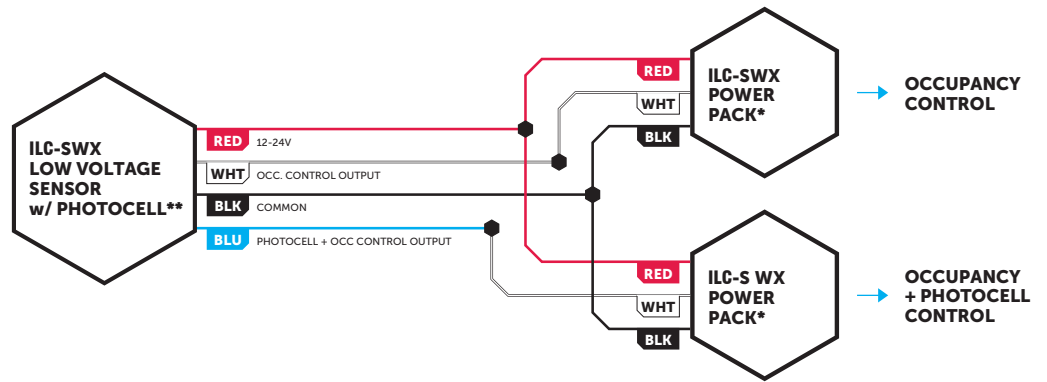 ILC-SWX
LOW VOLTAGE
SENSOR
w/ PHOTOCELL**
RED 12-24V
WHT OCC. CONTROL OUTPUT
BLK COMMON
BLU PHOTOCELL + OCC CONTROL OUTPUT
RED
WHT
BLK
ILC-SWX
POWER
PACK*
OCCUPANCY
CONTROL
RED
WHT
BLK
ILC-S WX
POWER
PACK*
OCCUPANCY
+ PHOTOCELL
CONTROL